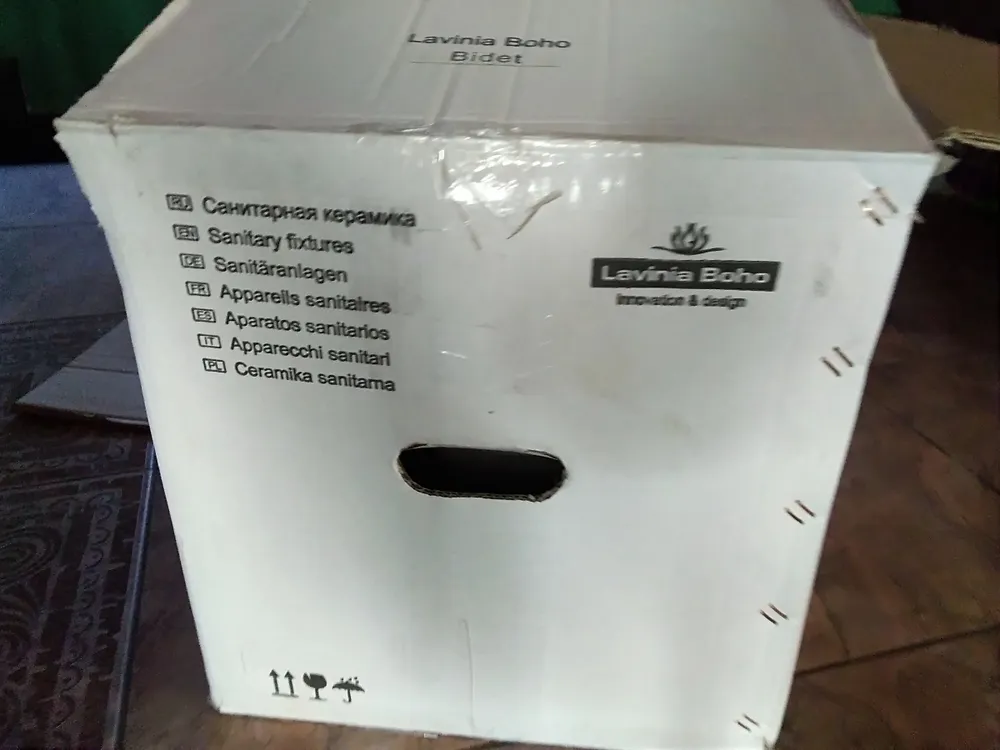 Lavinia Boho
Bidet
RU Санитарная керамика
EN Sanitary fixtures
DE Sanitäranlagen
FR Appareils sanitaires
ES Aparatos sanitarios
IT Apparecchi sanitari
PL Ceramika sanitarna
Lavinia Boho
Innovation & design